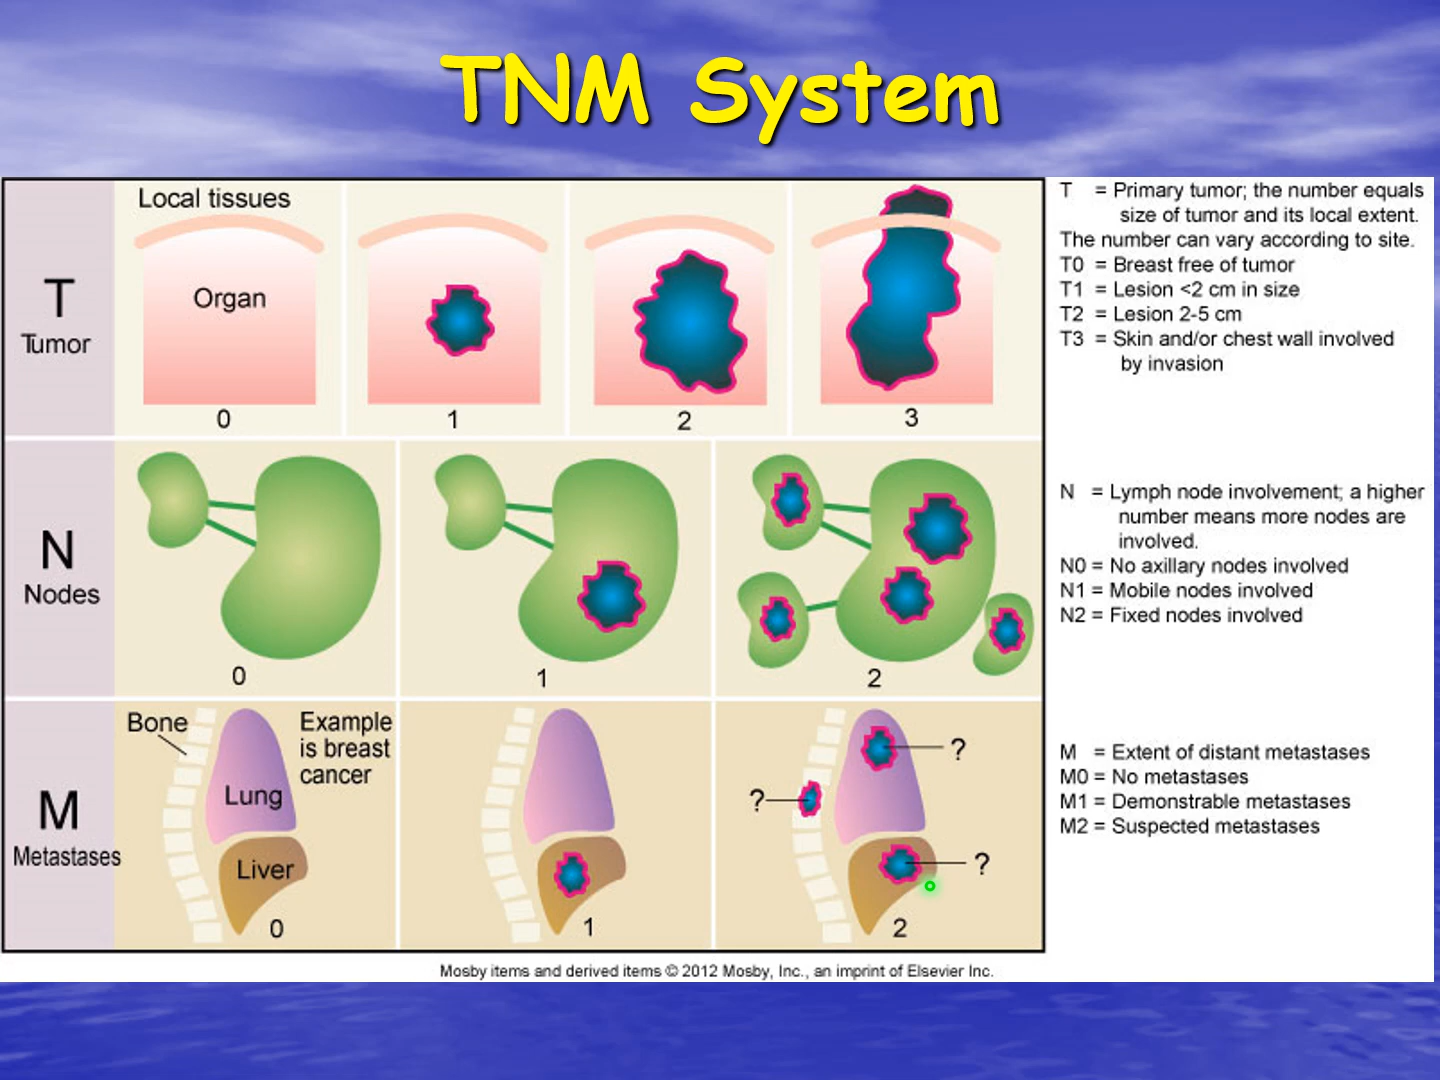 TNM System
Local tissues
Organ
T
Tumor
0
1
2
3
T = Primary tumor; the number equals
size of tumor and its local extent.
The number can vary according to site.
T0 = Breast free of tumor
T1 = Lesion <2 cm in size
T2 = Lesion 2-5 cm
T3 = Skin and/or chest wall involved
by invasion
N
Nodes
0
1
2
N = Lymph node involvement; a higher
number means more nodes are
involved.
N0 = No axillary nodes involved
N1 = Mobile nodes involved
N2 = Fixed nodes involved
M
Metastases
Bone
Example
is breast
cancer
Lung
Liver
0
1
?
?
?
2
M = Extent of distant metastases
M0 = No metastases
M1 = Demonstrable metastases
M2 = Suspected metastases
Mosby items and derived items © 2012 Mosby, Inc., an imprint of Elsevier Inc.